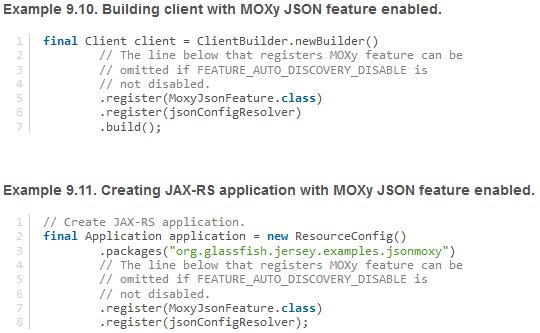 Example 9.10. Building client with MOXy JSON feature enabled.
1 final Client client = ClientBuilder.newBuilder()
2         // The line below that registers MOXy feature can be
3         // omitted if FEATURE_AUTO_DISCOVERY_DISABLE is
4         // not disabled.
5         .register(MoxyJsonFeature.class)
6         .register(jsonConfigResolver)
7         .build();
Example 9.11. Creating JAX-RS application with MOXy JSON feature enabled.
1 // Create JAX-RS application.
2 final Application application = new ResourceConfig()
3         .packages("org.glassfish.jersey.examples.jsonmoxy")
4         // The line below that registers MOXy feature can be
5         // omitted if FEATURE_AUTO_DISCOVERY_DISABLE is
6         // not disabled.
7         .register(MoxyJsonFeature.class)
8         .register(jsonConfigResolver);